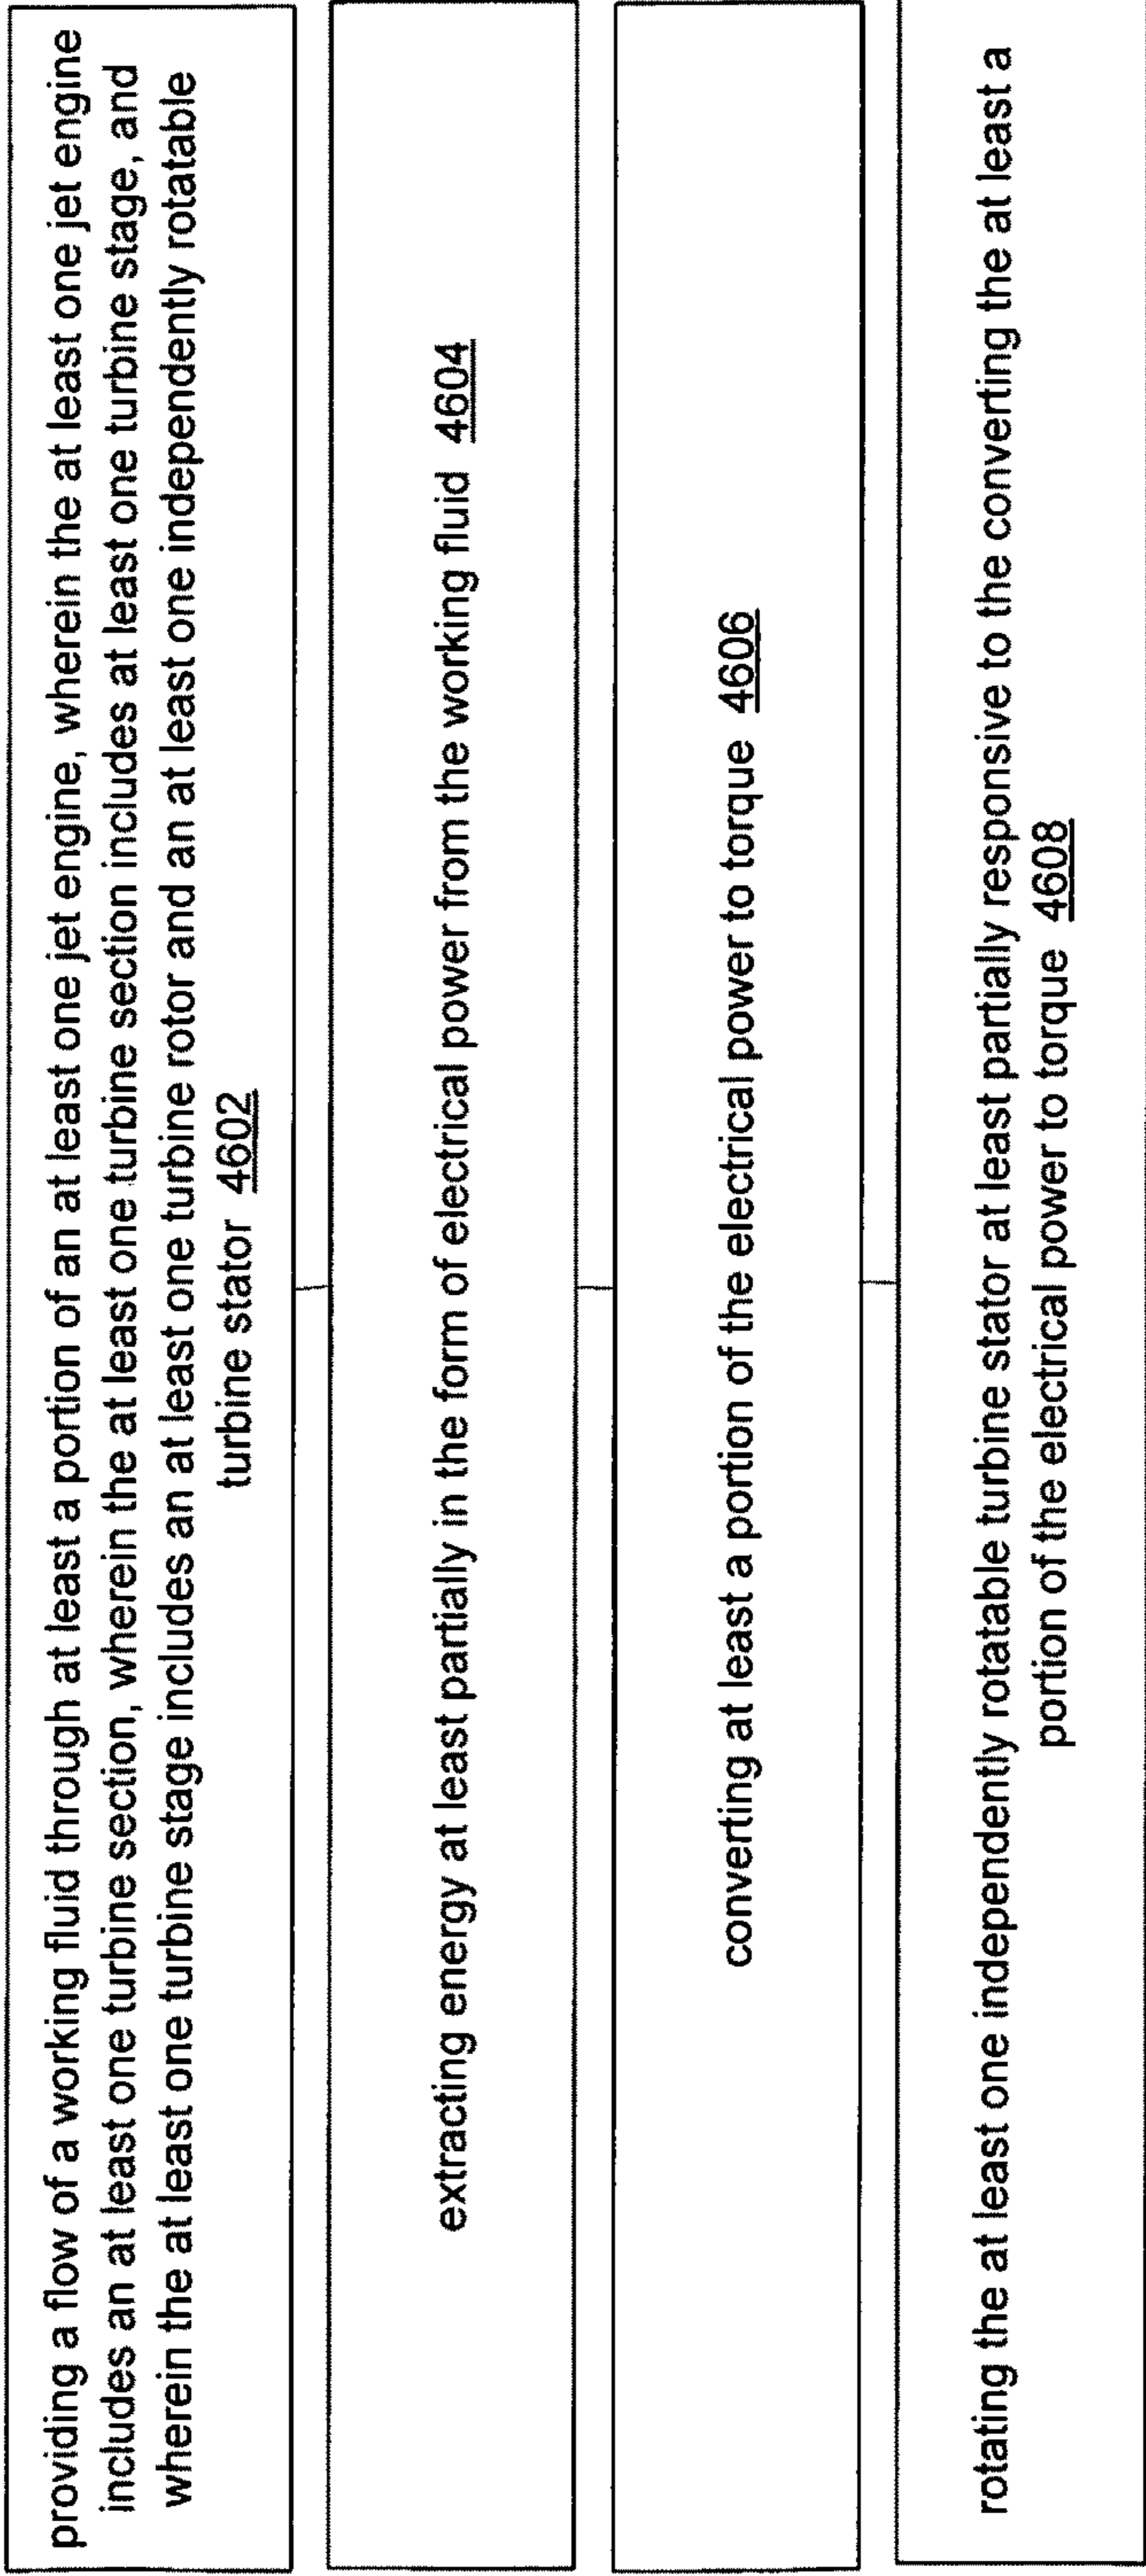 providing a flow of a working fluid through at least a portion of an at least one jet engine, wherein the at least one jet engine
includes an at least one turbine section, wherein the at least one turbine section includes at least one turbine stage, and
wherein the at least one turbine stage includes an at least one turbine rotor and an at least one independently rotatable
turbine stator 4602
extracting energy at least partially in the form of electrical power from the working fluid 4604
converting at least a portion of the electrical power to torque 4606
rotating the at least one independently rotatable turbine stator at least partially responsive to the converting the at least a
portion of the electrical power to torque 4608